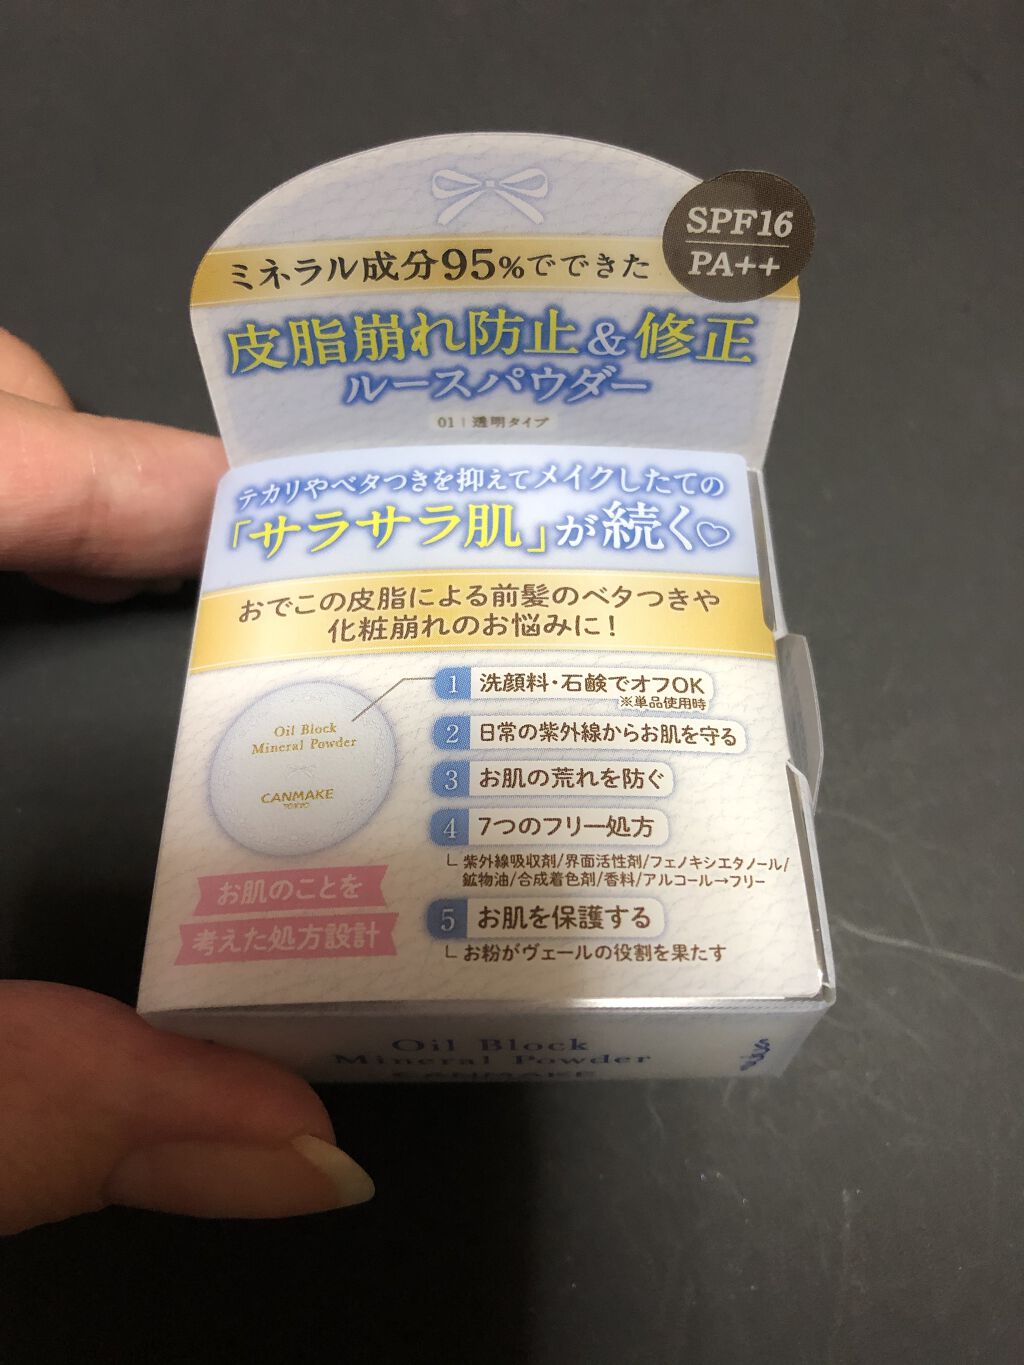 SPF16
PA++
ミネラル成分95%でできた
皮脂崩れ防止&修正
ルースパウダー
01 | 透明タイプ
テカリやベタつきを抑えてメイクしたての
「サラサラ肌」が続く♡
おでこの皮脂による前髪のベタつきや
化粧崩れのお悩みに!
Oil Block
Mineral Powder
CANMAKE
TOKYO
お肌のことを
考えた処方設計
1 洗顔料・石鹸でオフOK
※単品使用時
2 日常の紫外線からお肌を守る
3 お肌の荒れを防ぐ
4 7つのフリー処方
└ 紫外線吸収剤/界面活性剤/フェノキシエタノール/
鉱物油/合成着色剤/香料/アルコール→フリー
5 お肌を保護する
└ お粉がヴェールの役割を果たす
Oil Block
Mineral Powder
CANMAKE